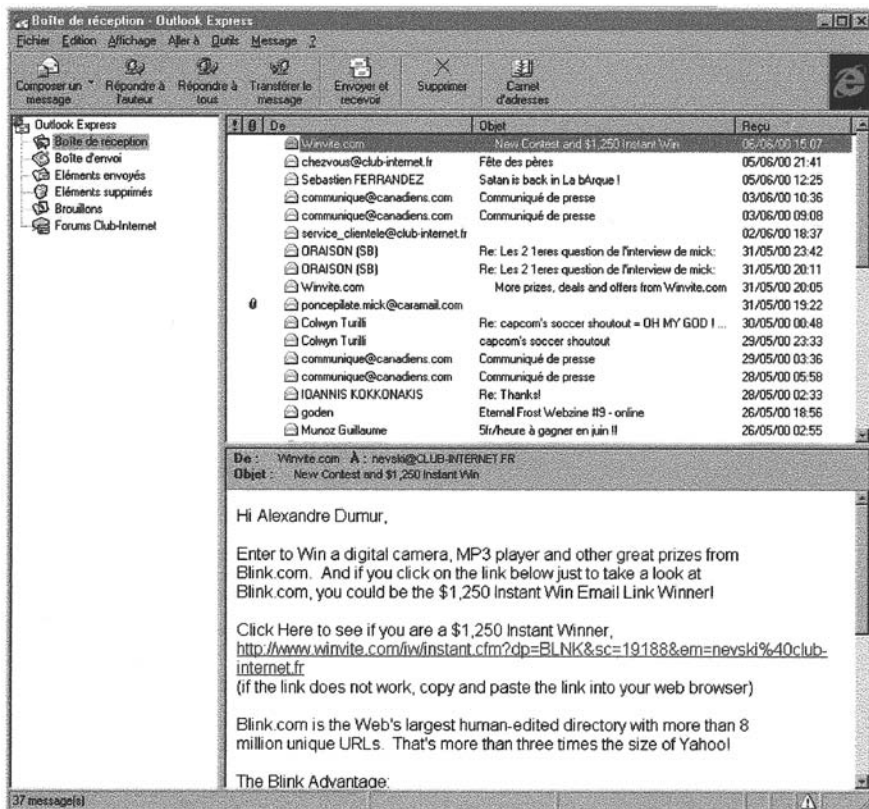 Boîte de réception - Outlook Express
Fichier Edition Affichage Aller à Outils Message ?
Composer un message
Répondre à l'auteur
Répondre à tous
Transférer le message
Envoyer et recevoir
Supprimer
Carnet d'adresses
Outlook Express
Boîte de réception
Boîte d'envoi
Eléments envoyés
Eléments supprimés
Brouillons
Forums Club-Internet
! De Objet Reçu
Winvite.com New Contest and $1,250 Instant Win 06/06/00 15:07
chezvous@club-internet.fr Fête des pères 05/06/00 21:41
Sebastien FERRANDEZ Satan is back in La bArque ! 05/06/00 12:25
communique@canadiens.com Communiqué de presse 03/06/00 10:36
communique@canadiens.com Communiqué de presse 03/06/00 09:08
service_clientele@club-internet.fr 02/06/00 18:37
ORAISON (SB) Re: Les 2 1eres question de l'interview de mick: 31/05/00 23:42
ORAISON (SB) Re: Les 2 1eres question de l'interview de mick: 31/05/00 20:11
Winvite.com More prizes, deals and offers from Winvite.com 31/05/00 20:05
poncepilate.mick@caramail.com 31/05/00 19:22
Colwyn Turilli Re: capcom's soccer shoutout = OH MY GOD ! ... 30/05/00 00:48
Colwyn Turilli capcom's soccer shoutout 29/05/00 23:33
communique@canadiens.com Communiqué de presse 29/05/00 03:36
communique@canadiens.com Communiqué de presse 28/05/00 05:58
IOANNIS KOKKONAKIS Re: Thanks! 28/05/00 02:33
goden Eternal Frost Webzine #9 - online 26/05/00 18:56
Munoz Guillaume 5fr/heure à gagner en juin !! 26/05/00 02:55
De : Winvite.com À : nevski@CLUB-INTERNET.FR
Objet : New Contest and $1,250 Instant Win
Hi Alexandre Dumur,
Enter to Win a digital camera, MP3 player and other great prizes from
Blink.com. And if you click on the link below just to take a look at
Blink.com, you could be the $1,250 Instant Win Email Link Winner!
Click Here to see if you are a $1,250 Instant Winner,
http://www.winvite.com/iw/instant.cfm?dp=BLNK&sc=19188&em=nevski%40club-
internet.fr
(if the link does not work, copy and paste the link into your web browser)
Blink.com is the Web's largest human-edited directory with more than 8
million unique URLs. That's more than three times the size of Yahoo!
The Blink Advantage:
37 message(s)